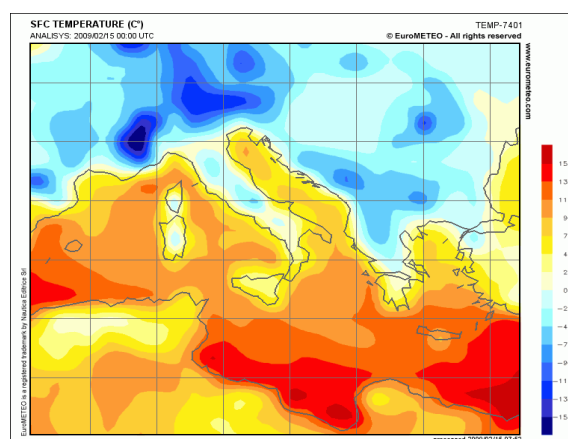 SFC TEMPERATURE (C°)
TEMP-7401
ANALISYS: 2009/02/15 00:00 UTC
© EuroMETEO - All rights reserved
www.eurometeo.com
EuroMETEO is a registered trademark by Nautica Editrice Srl
15
13
11
9
7
5
4
2
0
-2
-4
-5
-7
-9
-11
-13
-15